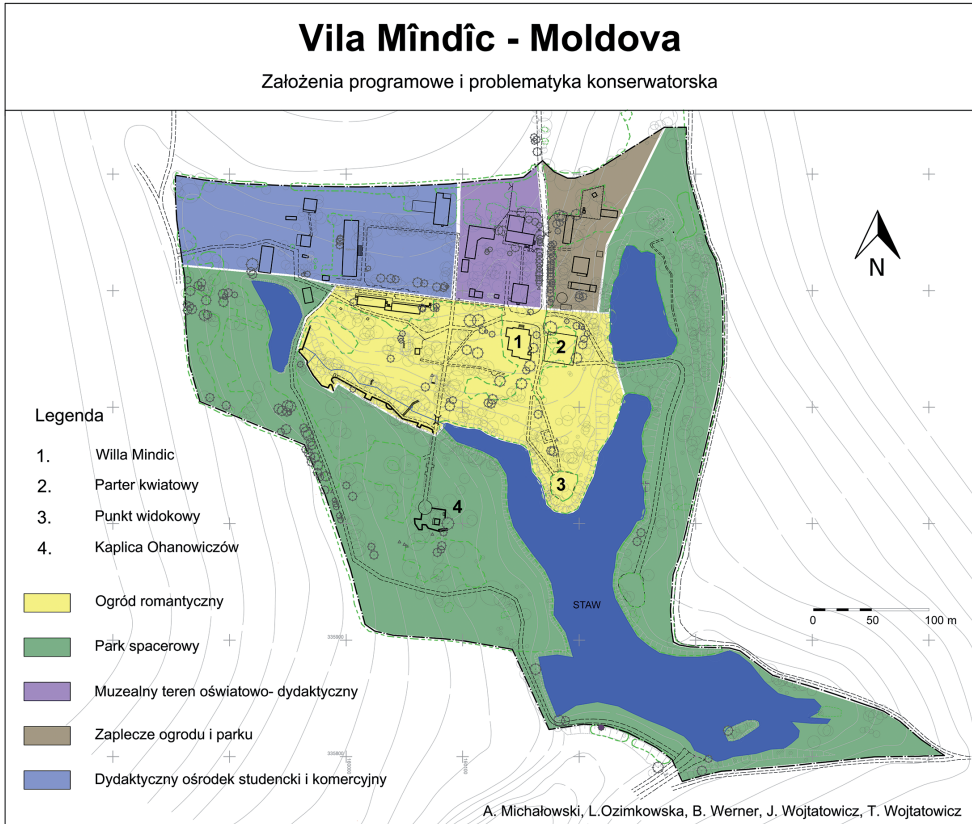 Vila Mîndîc - Moldova
Założenia programowe i problematyka konserwatorska
N
1
2
3
4
STAW
0 50 100 m
Legenda
1. Willa Mindic
2. Parter kwiatowy
3. Punkt widokowy
4. Kaplica Ohanowiczów
Ogród romantyczny
Park spacerowy
Muzealny teren oświatowo- dydaktyczny
Zaplecze ogrodu i parku
Dydaktyczny ośrodek studencki i komercyjny
A. Michałowski, L.Ozimkowska, B. Werner, J. Wojtatowicz, T. Wojtatowicz